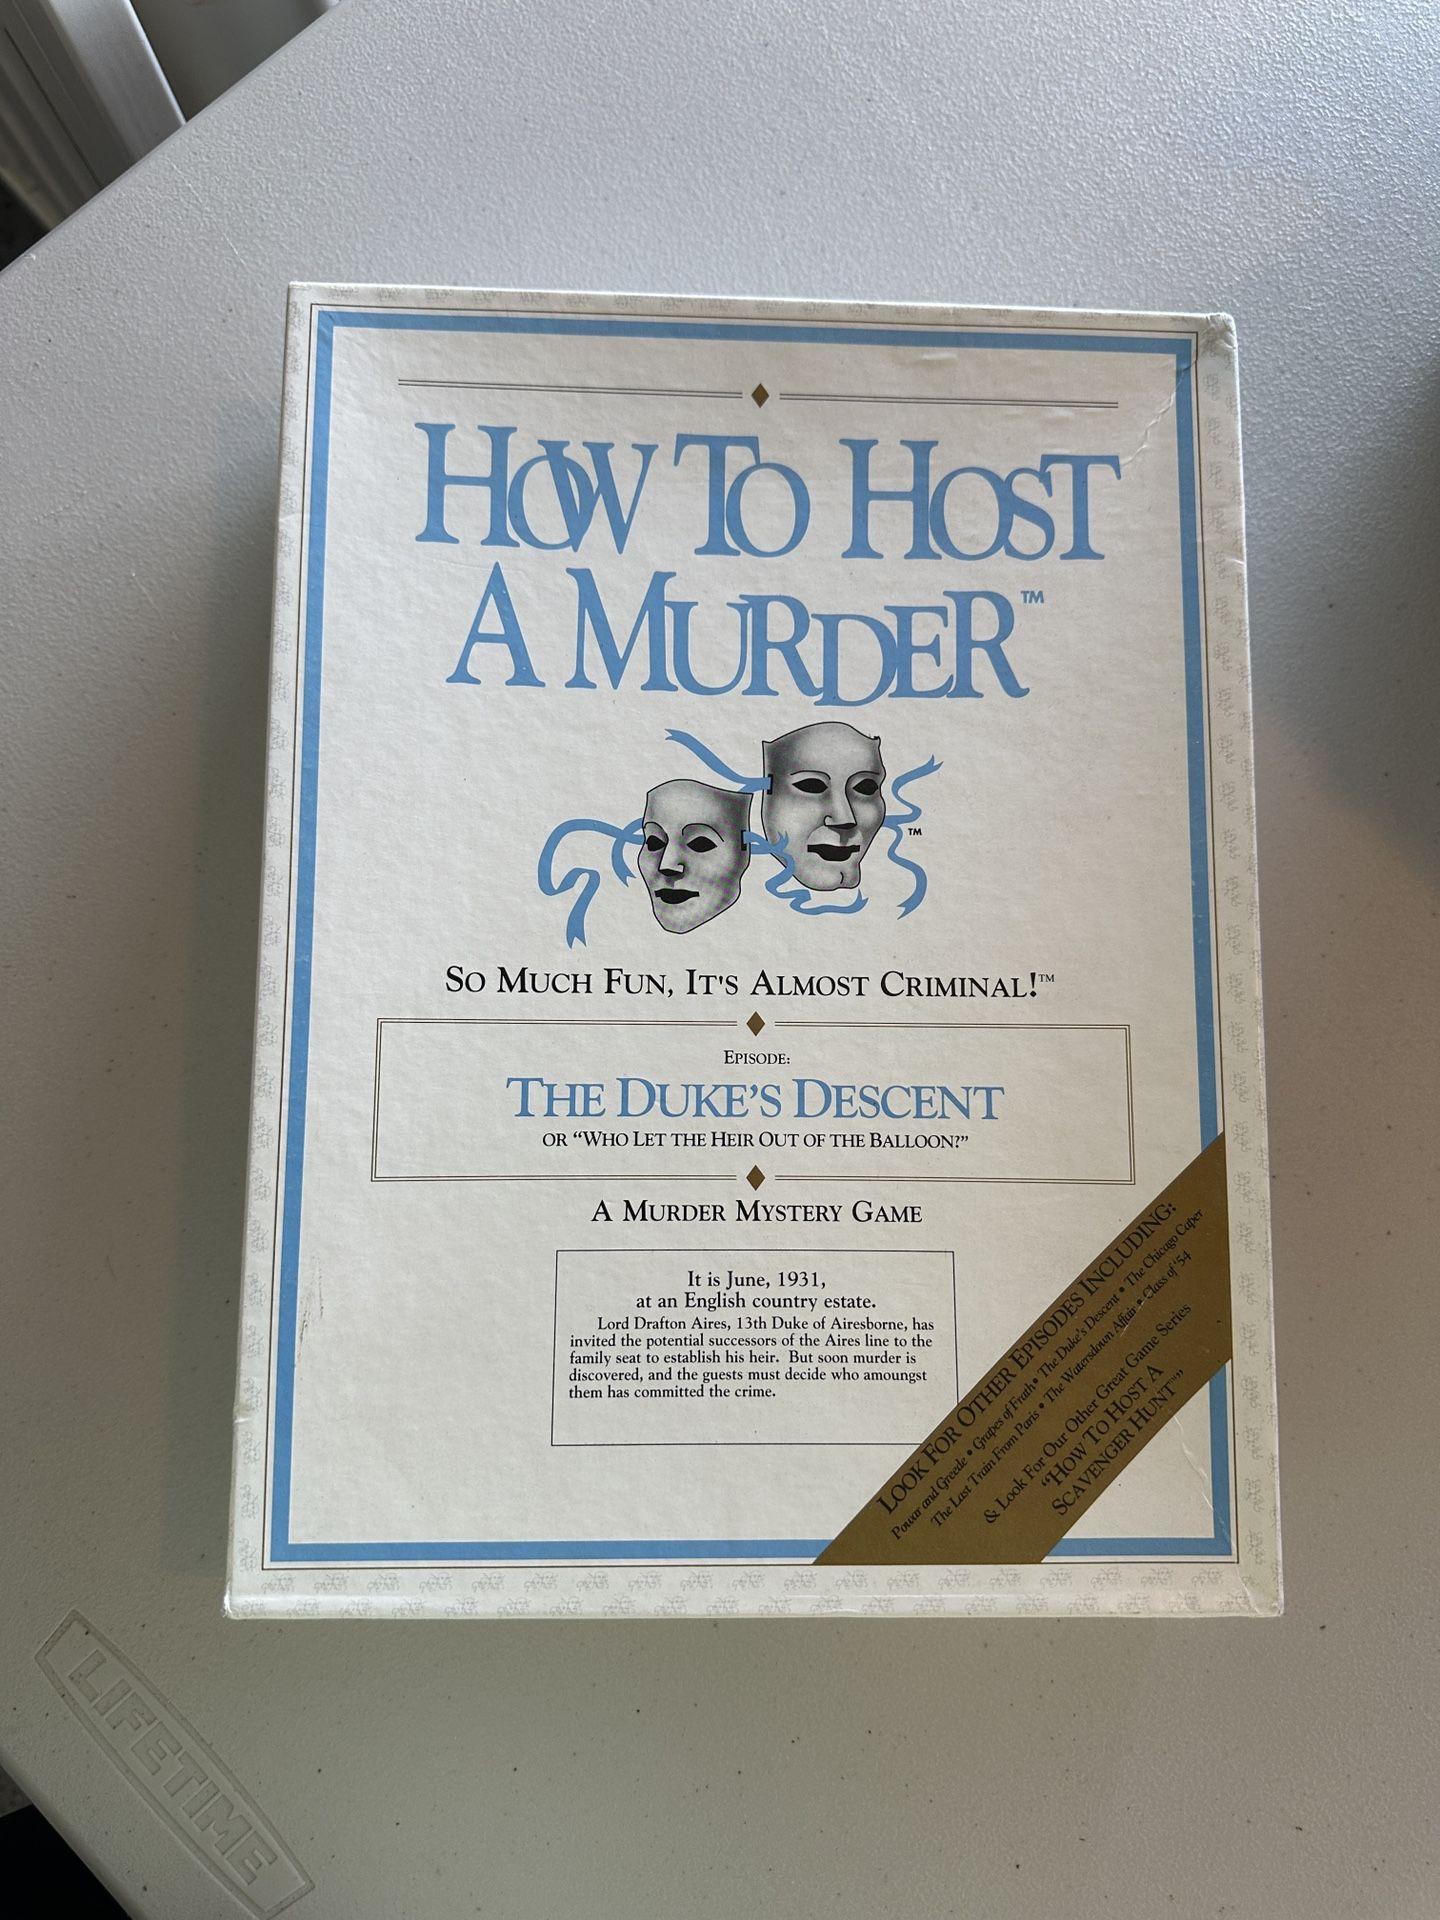 HOW TO HOST
A MURDER™
TM
SO MUCH FUN, IT'S ALMOST CRIMINAL!™
EPISODE:
THE DUKE'S DESCENT
OR "WHO LET THE HEIR OUT OF THE BALLOON?"
A MURDER MYSTERY GAME
It is June, 1931,
at an English country estate.
Lord Drafton Aires, 13th Duke of Airesborne, has
invited the potential successors of the Aires line to the
family seat to establish his heir. But soon murder is
discovered, and the guests must decide who amoungst
them has committed the crime.
LOOK FOR OTHER EPISODES INCLUDING:
Powar and Greede • Grapes of Frath • The Duke's Descent • The Chicago Caper
The Last Train From Paris • The Watersdown Affair • Class of '54
& Look For Our Other Great Game Series
"HOW TO HOST A
SCAVENGER HUNT™"
LIFETIME